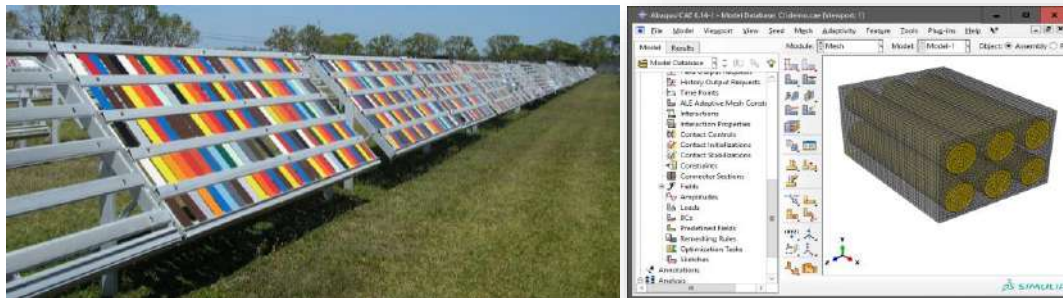 Abaqus/CAE 6.14-1 - Model Database: C:\demo.cae [Viewport: 1]
File Model Viewport View Seed Mesh Adaptivity Feature Tools Plug-ins Help
Model Results
Module: Mesh Model: Model-1 Object: Assembly
Model Database
History Output Requests
Time Points
ALE Adaptive Mesh Constr
Interactions
Interaction Properties
Contact Controls
Contact Initializations
Contact Stabilizations
Constraints
Connector Sections
Fields
Amplitudes
Loads
BCs
Predefined Fields
Remeshing Rules
Optimization Tasks
Sketches
Annotations
Analysis
SIMULIA